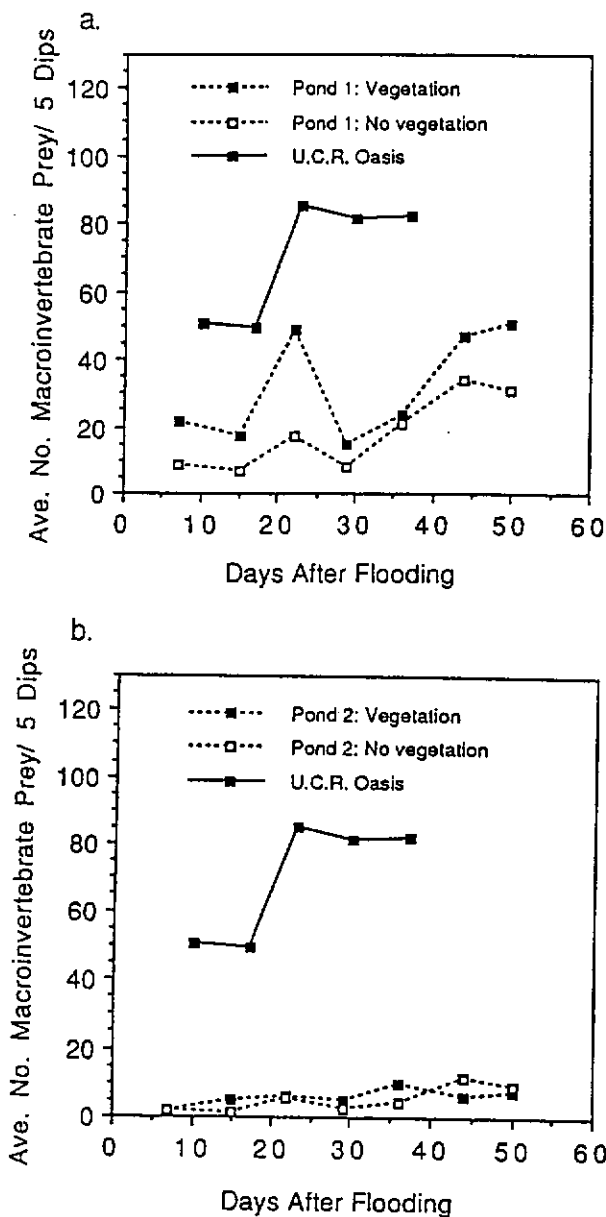 a.
Ave. No. Macroinvertebrate Prey/ 5 Dips
120
100
80
60
40
20
0
Pond 1: Vegetation
Pond 1: No vegetation
U.C.R. Oasis
0 10 20 30 40 50 60
Days After Flooding
b.
Ave. No. Macroinvertebrate Prey/ 5 Dips
120
100
80
60
40
20
0
Pond 2: Vegetation
Pond 2: No vegetation
U.C.R. Oasis
0 10 20 30 40 50 60
Days After Flooding